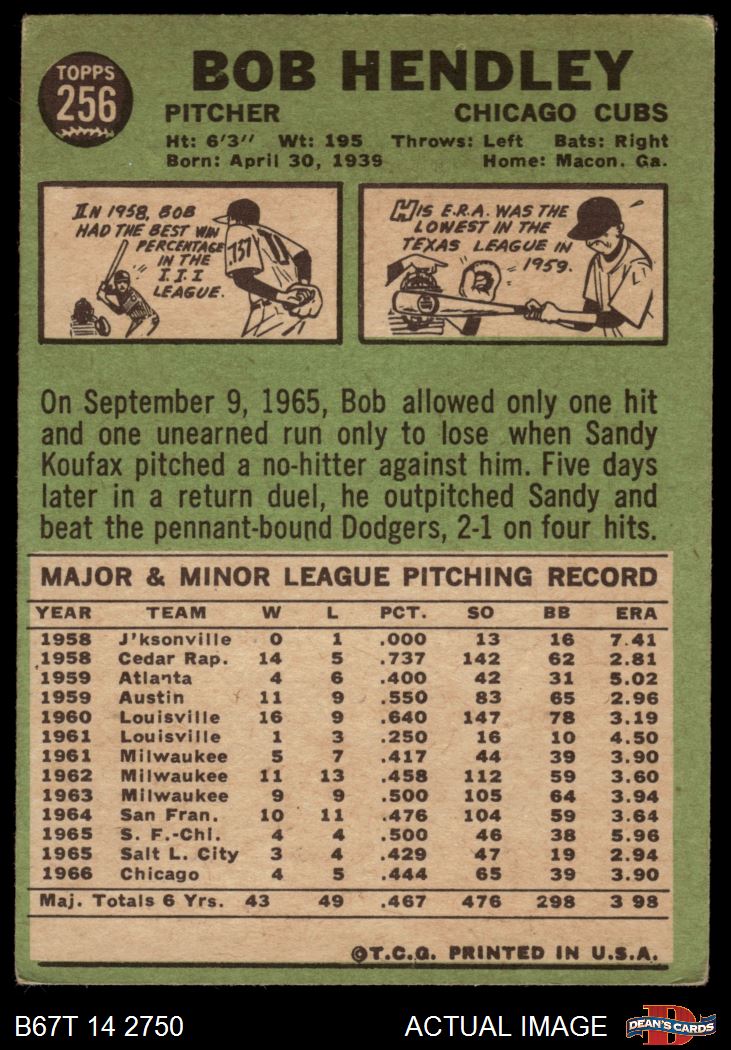 TOPPS
256
BOB HENDLEY
PITCHER CHICAGO CUBS
Ht: 6'3" Wt: 195 Throws: Left Bats: Right
Born: April 30, 1939 Home: Macon. Ga.
IN 1958, BOB
HAD THE BEST WIN
PERCENTAGE
IN THE
I.I.I
LEAGUE.
.737
HIS E.R.A. WAS THE
LOWEST IN THE
TEXAS LEAGUE IN
1959.
On September 9, 1965, Bob allowed only one hit
and one unearned run only to lose when Sandy
Koufax pitched a no-hitter against him. Five days
later in a return duel, he outpitched Sandy and
beat the pennant-bound Dodgers, 2-1 on four hits.
MAJOR & MINOR LEAGUE PITCHING RECORD
YEAR TEAM W L PCT. SO BB ERA
1958 J'ksonville 0 1 .000 13 16 7.41
1958 Cedar Rap. 14 5 .737 142 62 2.81
1959 Atlanta 4 6 .400 42 31 5.02
1959 Austin 11 9 .550 83 65 2.96
1960 Louisville 16 9 .640 147 78 3.19
1961 Louisville 1 3 .250 16 10 4.50
1961 Milwaukee 5 7 .417 44 39 3.90
1962 Milwaukee 11 13 .458 112 59 3.60
1963 Milwaukee 9 9 .500 105 64 3.94
1964 San Fran. 10 11 .476 104 59 3.64
1965 S. F.-Chi. 4 4 .500 46 38 5.96
1965 Salt L. City 3 4 .429 47 19 2.94
1966 Chicago 4 5 .444 65 39 3.90
Maj. Totals 6 Yrs. 43 49 .467 476 298 3 98
©T.C.G. PRINTED IN U.S.A.
B67T 14 2750 ACTUAL IMAGE
D
DEAN'S CARDS